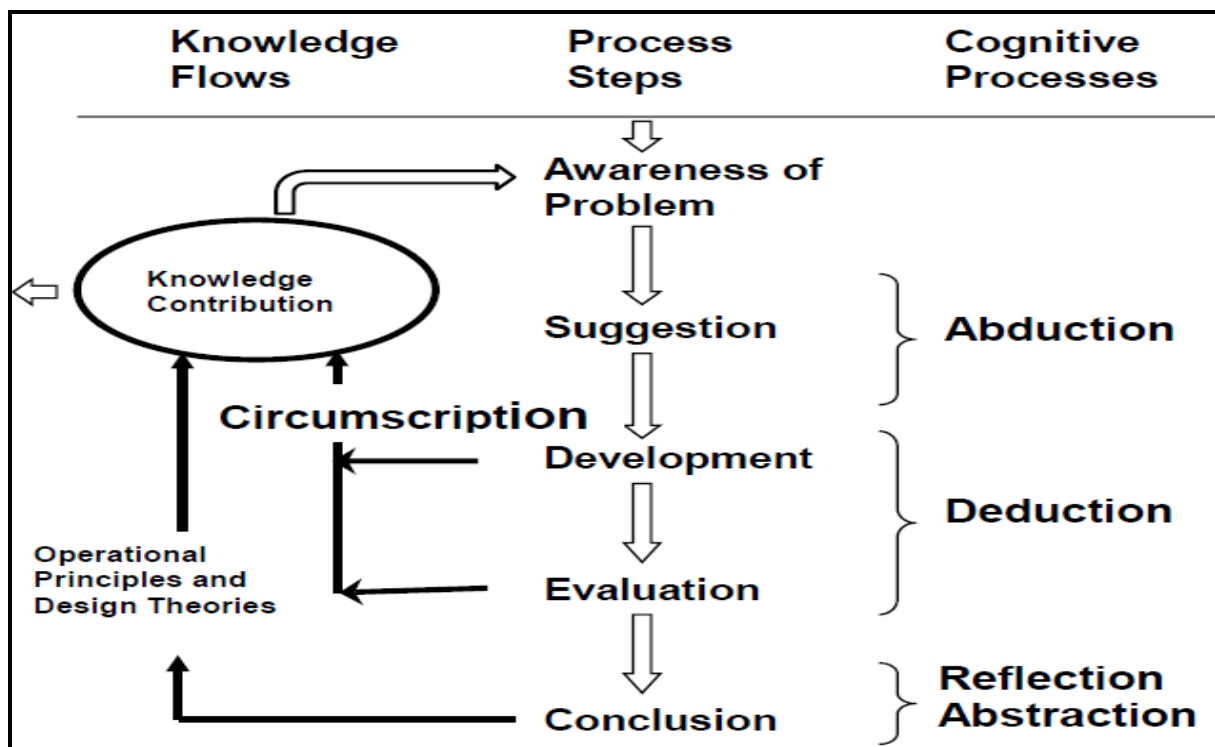 Knowledge
Flows
Process
Steps
Cognitive
Processes
Awareness of
Problem
Knowledge
Contribution
Suggestion
Abduction
Circumscription
Development
Deduction
Operational
Principles and
Design Theories
Evaluation
Conclusion
Reflection
Abstraction